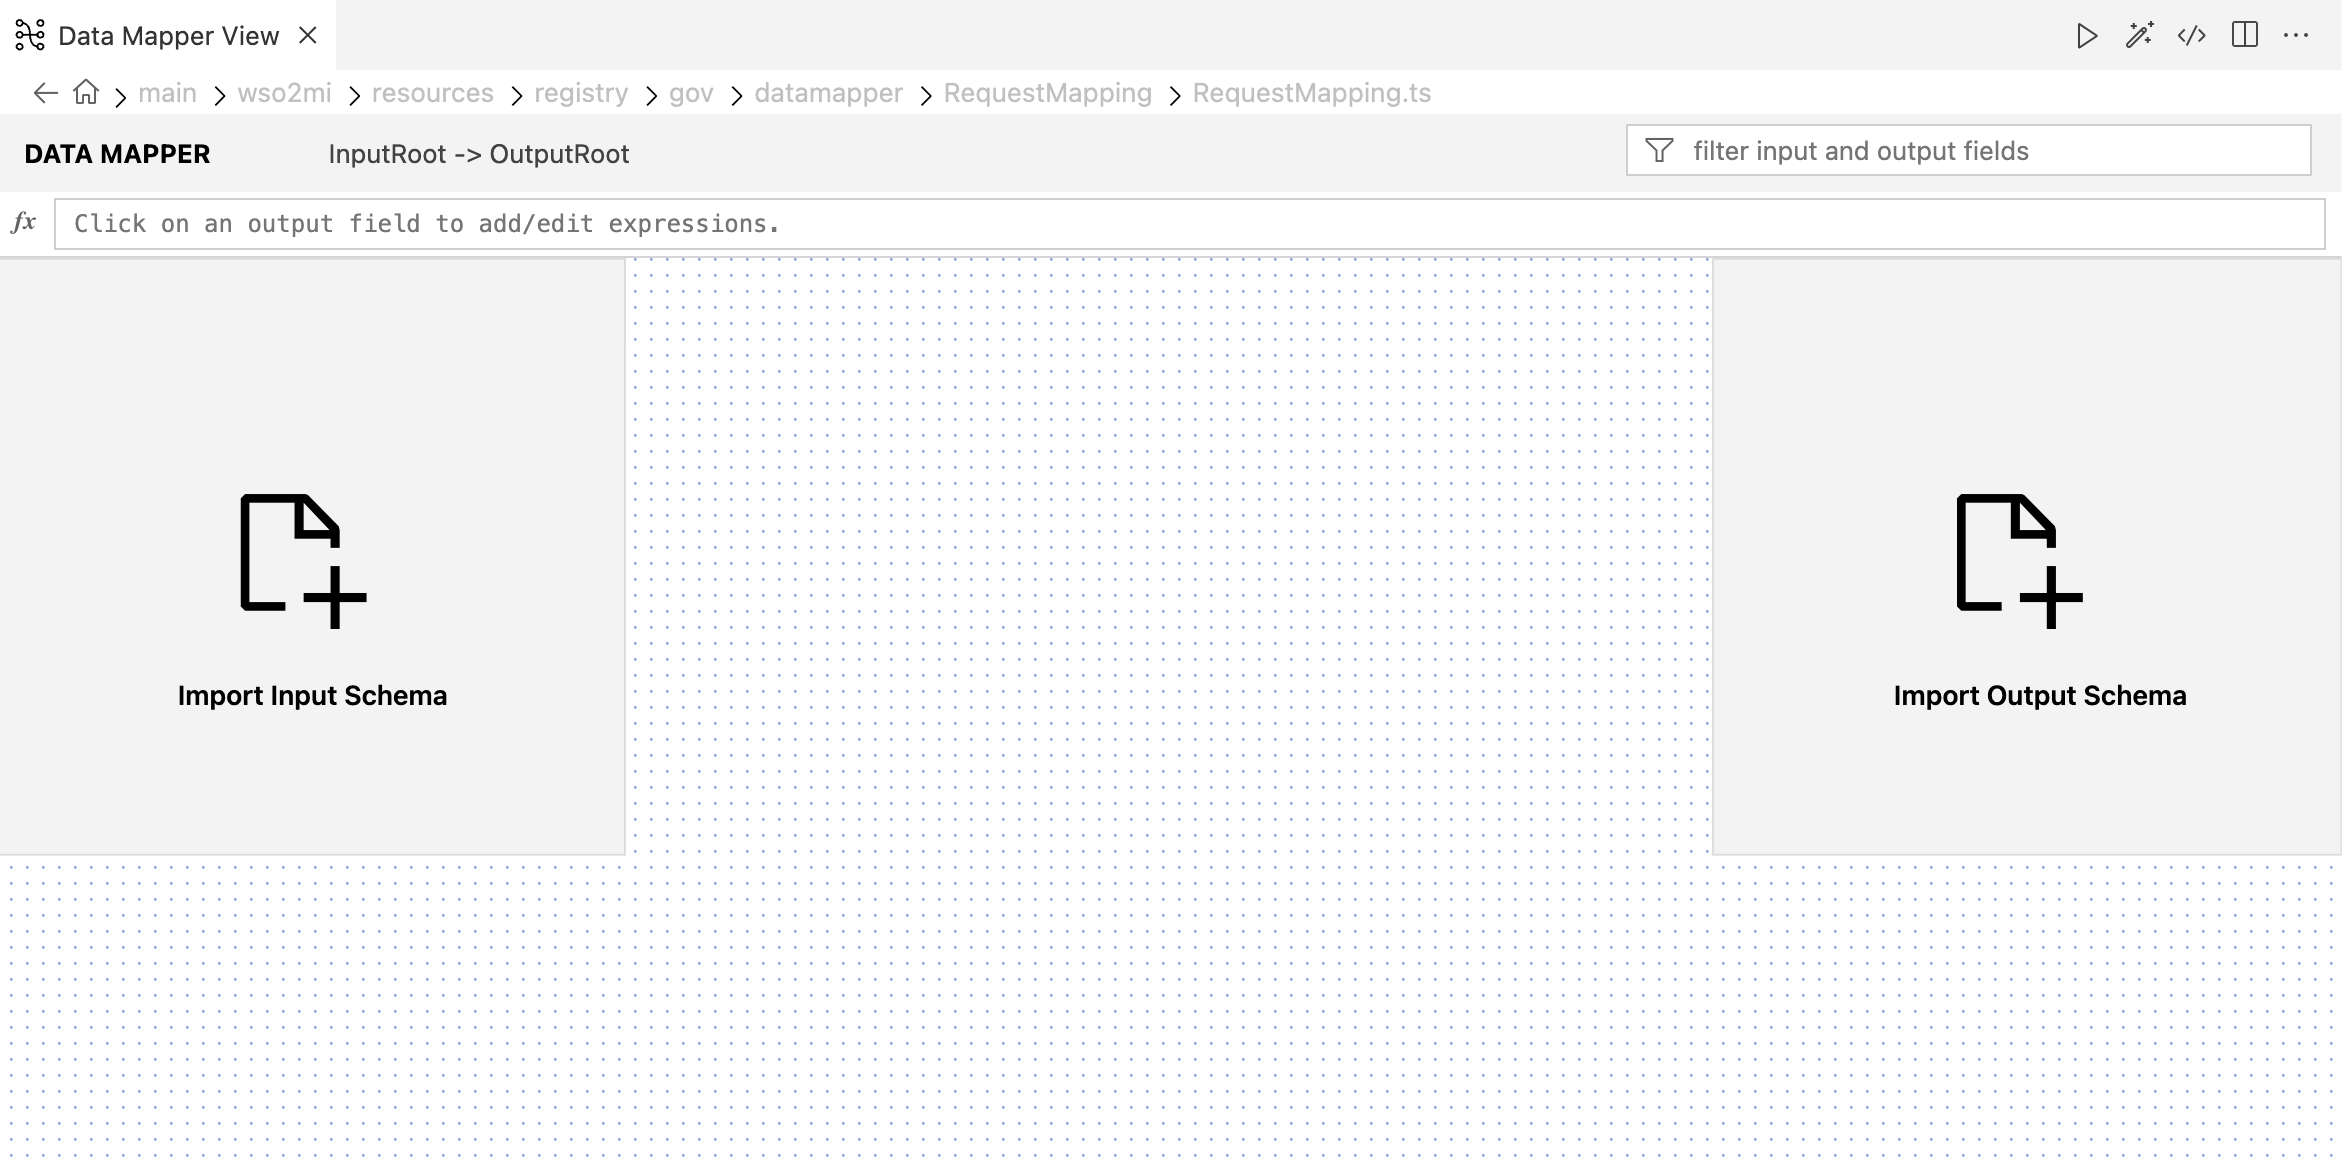 Data Mapper View
main > wso2mi > resources > registry > gov > datamapper > RequestMapping > RequestMapping.ts
DATA MAPPER InputRoot -> OutputRoot filter input and output fields
fx Click on an output field to add/edit expressions.
Import Input Schema
Import Output Schema